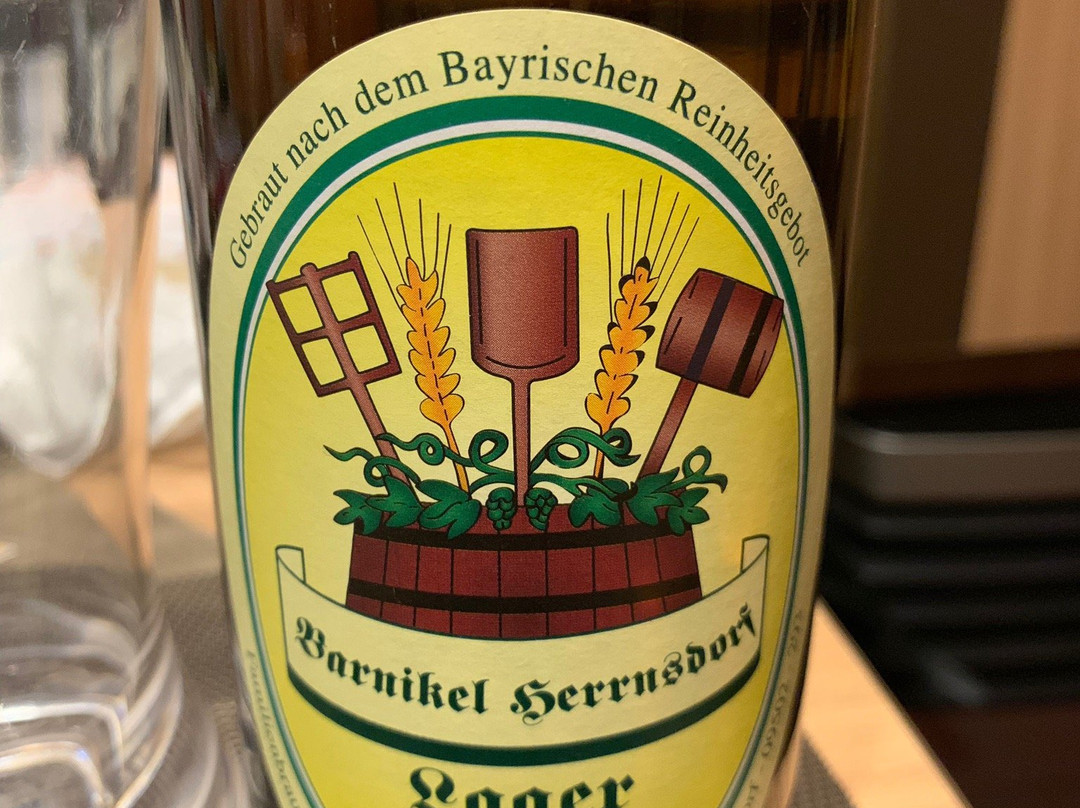 Gebraut nach dem Bayrischen Reinheitsgebot
Barnikel Herrnsdorf
Lager